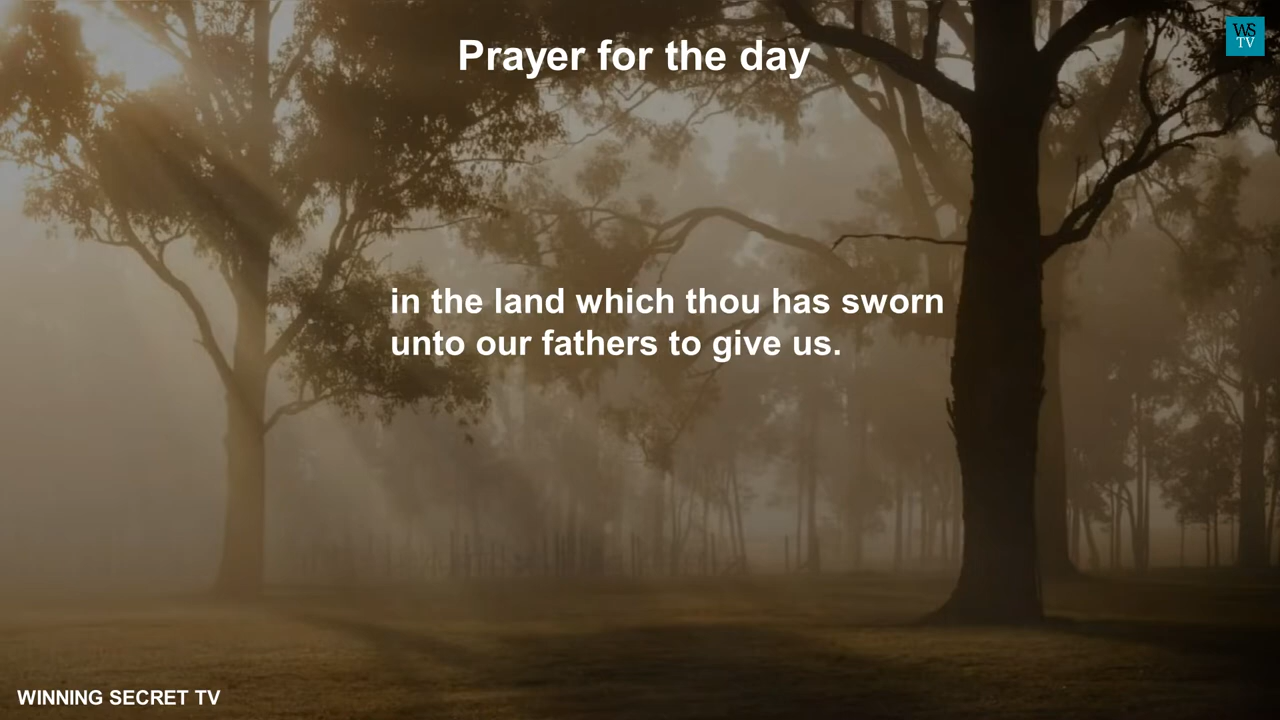 Prayer for the day
WS
TV
in the land which thou has sworn
unto our fathers to give us.
WINNING SECRET TV